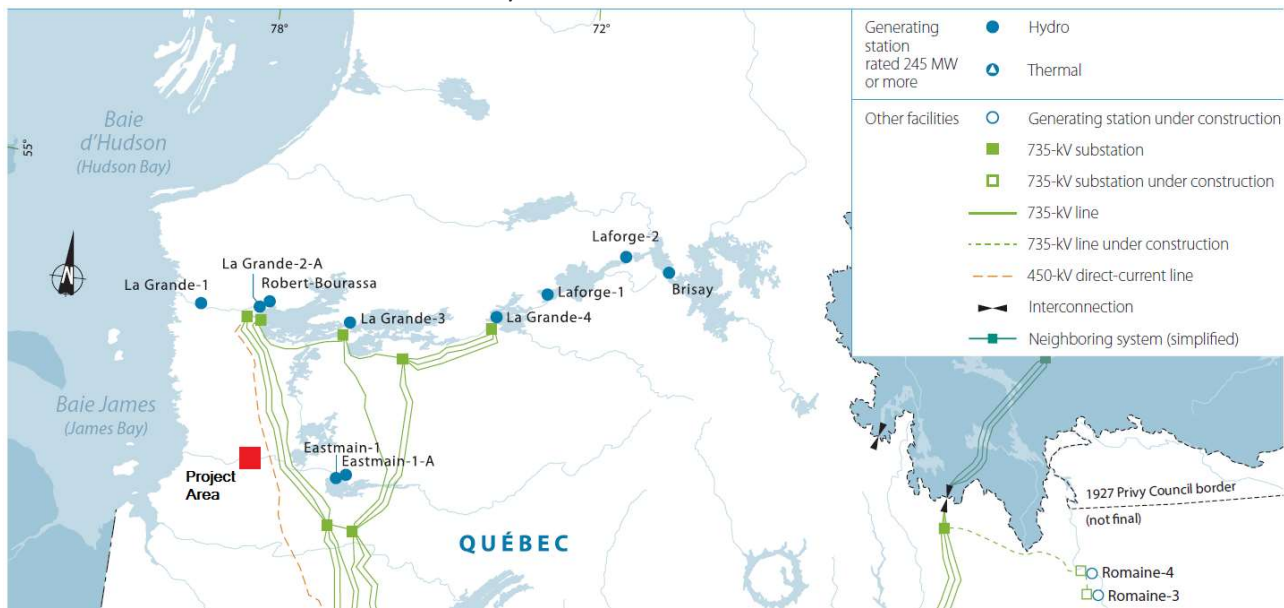 78°
72°
55°
Baie
d'Hudson
(Hudson Bay)
Baie James
(James Bay)
N
La Grande-1
La Grande-2-A
Robert-Bourassa
La Grande-3
La Grande-4
Laforge-1
Laforge-2
Brisay
Eastmain-1
Eastmain-1-A
Project
Area
QUÉBEC
Generating
station
rated 245 MW
or more
Hydro
Thermal
Other facilities
Generating station under construction
735-kV substation
735-kV substation under construction
735-kV line
735-kV line under construction
450-kV direct-current line
Interconnection
Neighboring system (simplified)
1927 Privy Council border
(not final)
Romaine-4
Romaine-3